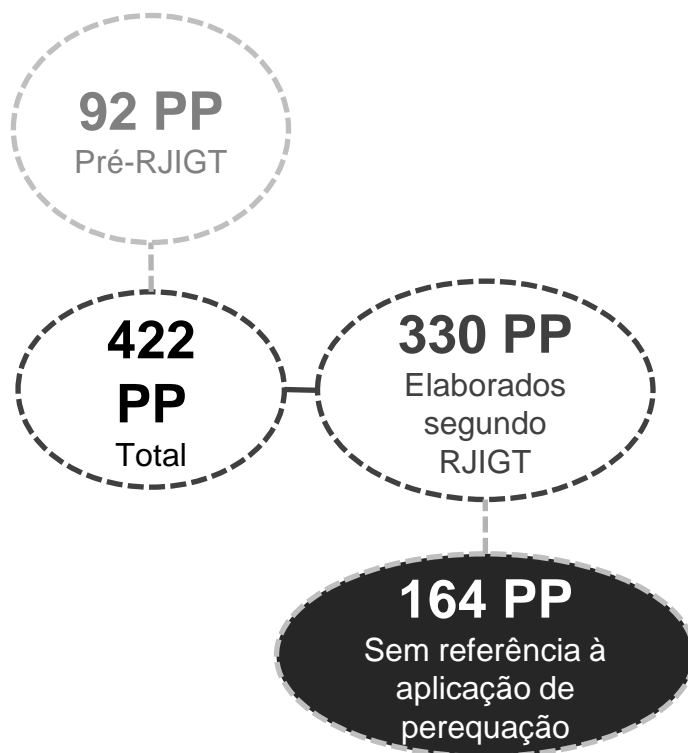 92 PP
Pré-RJIGT
422
PP
Total
330 PP
Elaborados
segundo
RJIGT
164 PP
Sem referência à
aplicação de
perequação